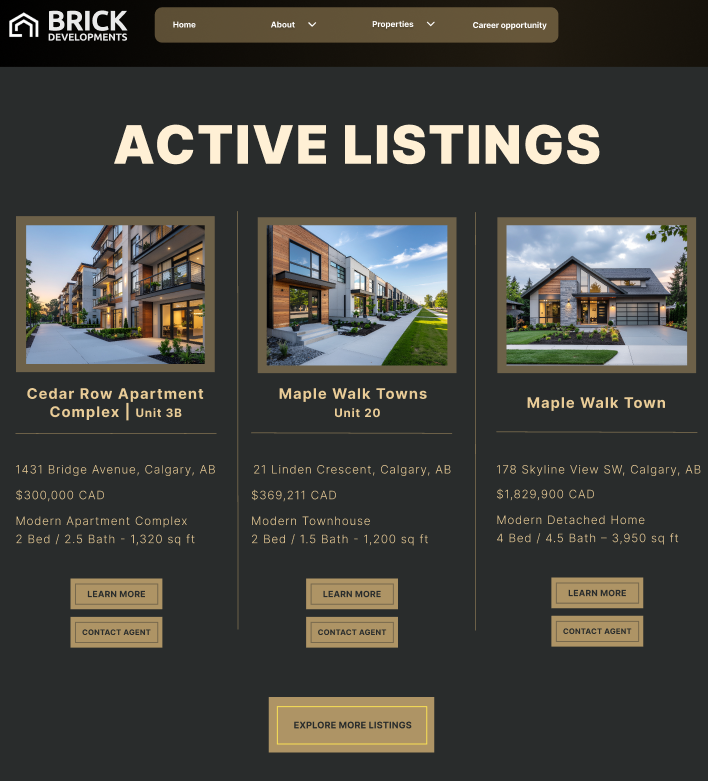 BRICK
DEVELOPMENTS
Home
About
Properties
Career opportunity
ACTIVE LISTINGS
Cedar Row Apartment
Complex | Unit 3B
1431 Bridge Avenue, Calgary, AB
$300,000 CAD
Modern Apartment Complex
2 Bed / 2.5 Bath - 1,320 sq ft
LEARN MORE
CONTACT AGENT
Maple Walk Towns
Unit 20
21 Linden Crescent, Calgary, AB
$369,211 CAD
Modern Townhouse
2 Bed / 1.5 Bath - 1,200 sq ft
LEARN MORE
CONTACT AGENT
Maple Walk Town
178 Skyline View SW, Calgary, AB
$1,829,900 CAD
Modern Detached Home
4 Bed / 4.5 Bath – 3,950 sq ft
LEARN MORE
CONTACT AGENT
EXPLORE MORE LISTINGS